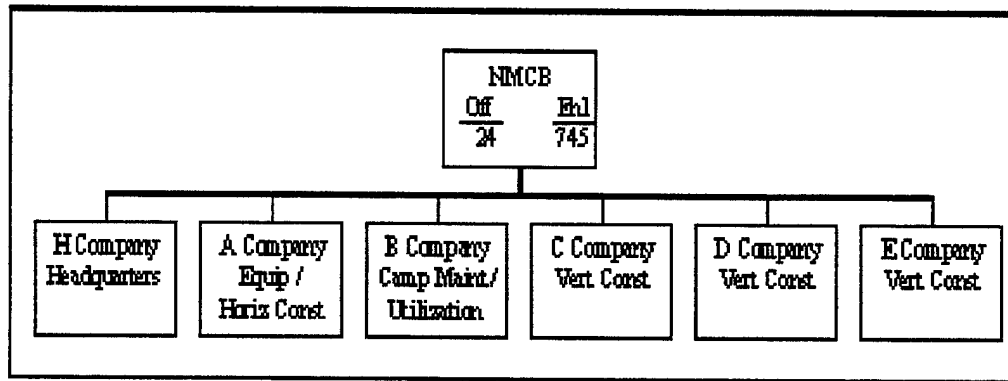 NMCB
Off Enl
24 745
H Company
Headquarters
A Company
Equip /
Horiz Const
B Company
Camp Maint/
Utilization
C Company
Vert Const
D Company
Vert Const
E Company
Vert Const